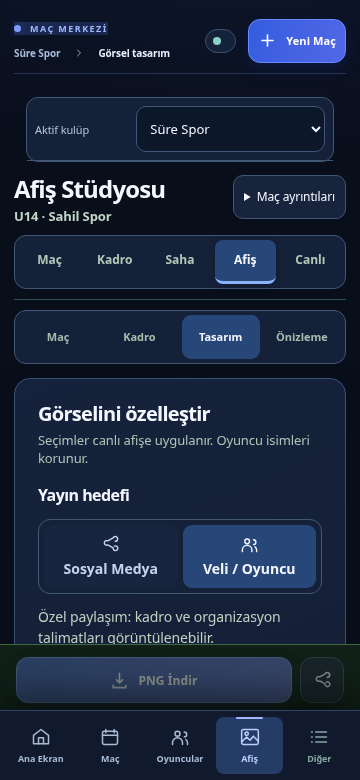 MAÇ MERKEZİ
Süre Spor > Görsel tasarım
Yeni Maç
Aktif kulüp
Süre Spor
Afiş Stüdyosu
U14 · Sahil Spor
Maç ayrıntıları
Maç Kadro Saha Afiş Canlı
Maç Kadro Tasarım Önizleme
Görselini özelleştir
Seçimler canlı afişe uygulanır. Oyuncu isimleri
korunur.
Yayın hedefi
Sosyal Medya Veli / Oyuncu
Özel paylaşım: kadro ve organizasyon
talimatları görüntülenebilir.
PNG İndir
Ana Ekran Maç Oyuncular Afiş Diğer